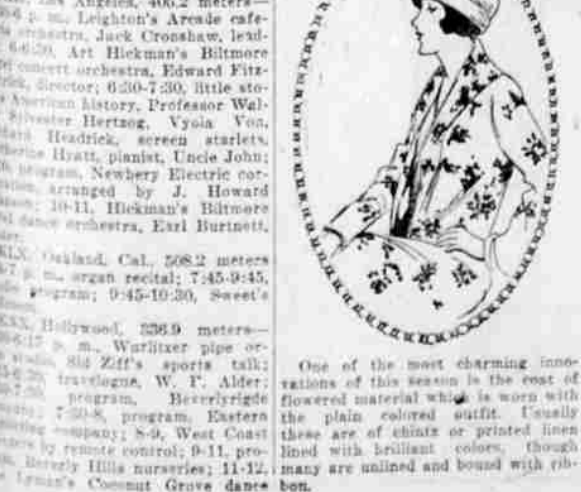 Los Angeles, 405.2 meters—
p. m., Leighton's Arcade cafe-
orchestra, Jack Cronshaw, lead-
6-6:30, Art Hickman's Biltmore
concert orchestra, Edward Fitz-
director; 6:30-7:30, little sto-
American history, Professor Wal-
Sylvester Hertzog, Vyola Von,
Headrick, screen starlets,
Hyatt, pianist, Uncle John;
program, Newbery Electric cor-
arranged by J. Howard
10-11, Hickman's Biltmore
dance orchestra, Earl Burtnett,
KLX, Oakland, Cal., 508.2 meters
p. m., organ recital; 7:45-9:45,
program; 9:45-10:30, Sweet's
KNX, Hollywood, 336.9 meters—
p. m., Wurlitzer pipe or-
studio, Sid Ziff's sports talk;
travelogue, W. F. Alder;
program, Beverlyridge
7:30-8, program, Eastern
company; 8-9, West Coast
by remote control; 9-11, pro-
Beverly Hills nurseries; 11-12,
Lyman's Coconut Grove dance
One of the most charming inno-
vations of this season is the coat of
flowered material which is worn with
the plain colored outfit. Usually
these are of chintz or printed linen
lined with brilliant colors, though
many are unlined and bound with rib-
bon.